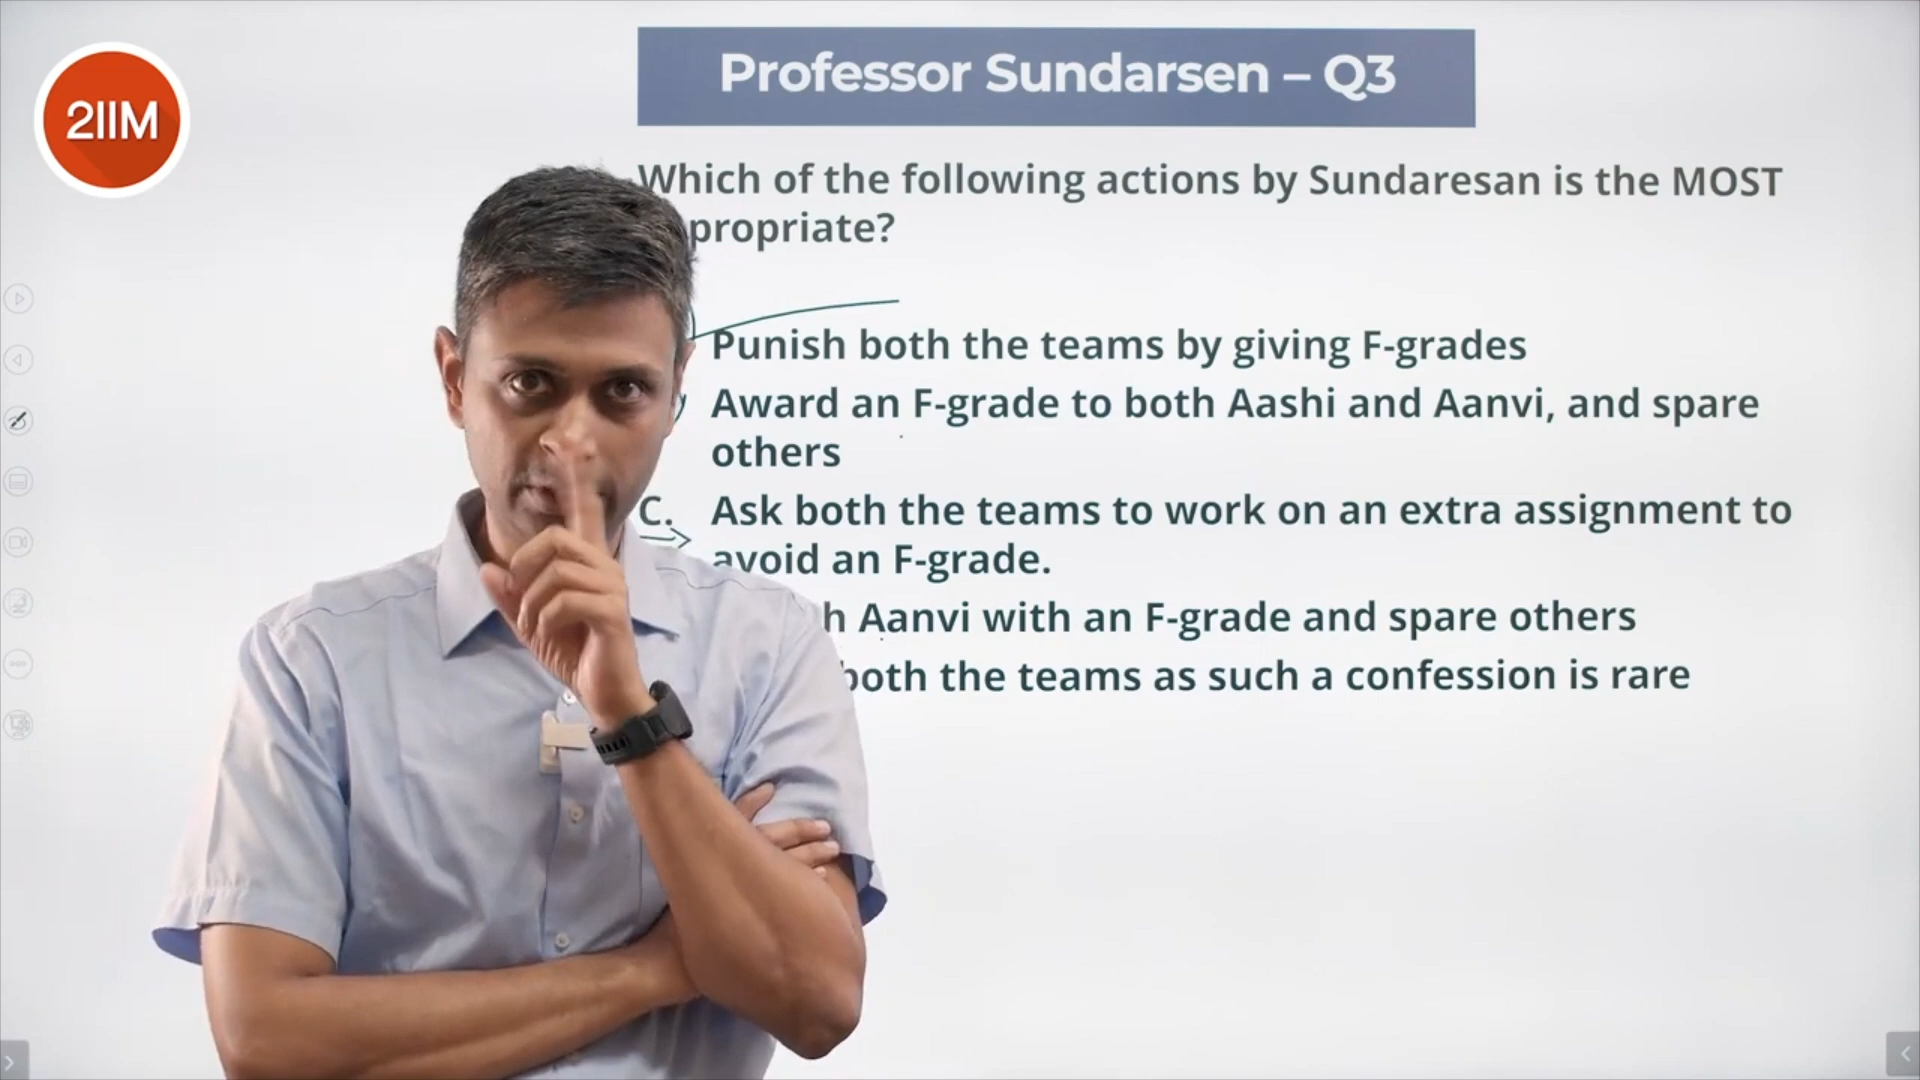 2IIM
Professor Sundarsen – Q3
Which of the following actions by Sundaresan is the MOST
propriate?
Punish both the teams by giving F-grades
Award an F-grade to both Aashi and Aanvi, and spare
others
C. Ask both the teams to work on an extra assignment to
avoid an F-grade.
h Aanvi with an F-grade and spare others
both the teams as such a confession is rare